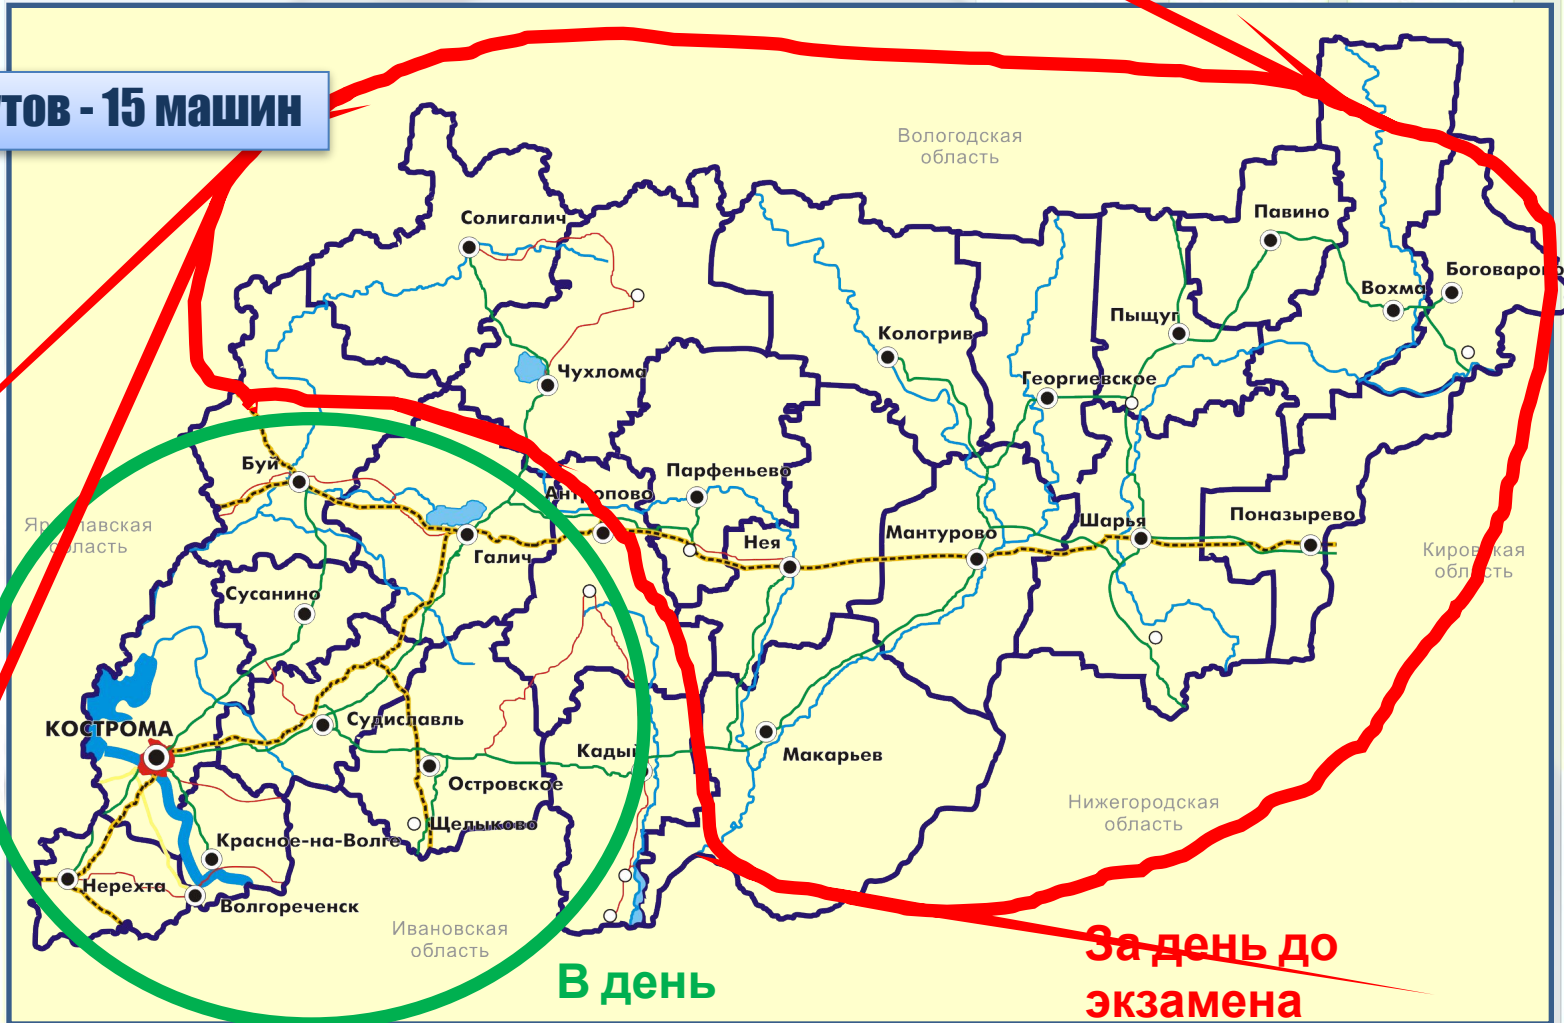 тов - 15 машин
Вологодская
область
Солигалич
Павино
Боговарово
Вохма
Пыщуг
Кологрив
Чухлома
Георгиевское
Буй
Парфеньево
Антропово
Ярославская
область
Нея
Мантурово
Шарья
Поназырево
Галич
Кировская
область
Сусанино
КОСТРОМА
Судиславль
Кадый
Макарьев
Островское
Нижегородская
область
Щелыково
Красное-на-Волге
Нерехта
Волгореченск
Ивановская
область
В день
За день до
экзамена